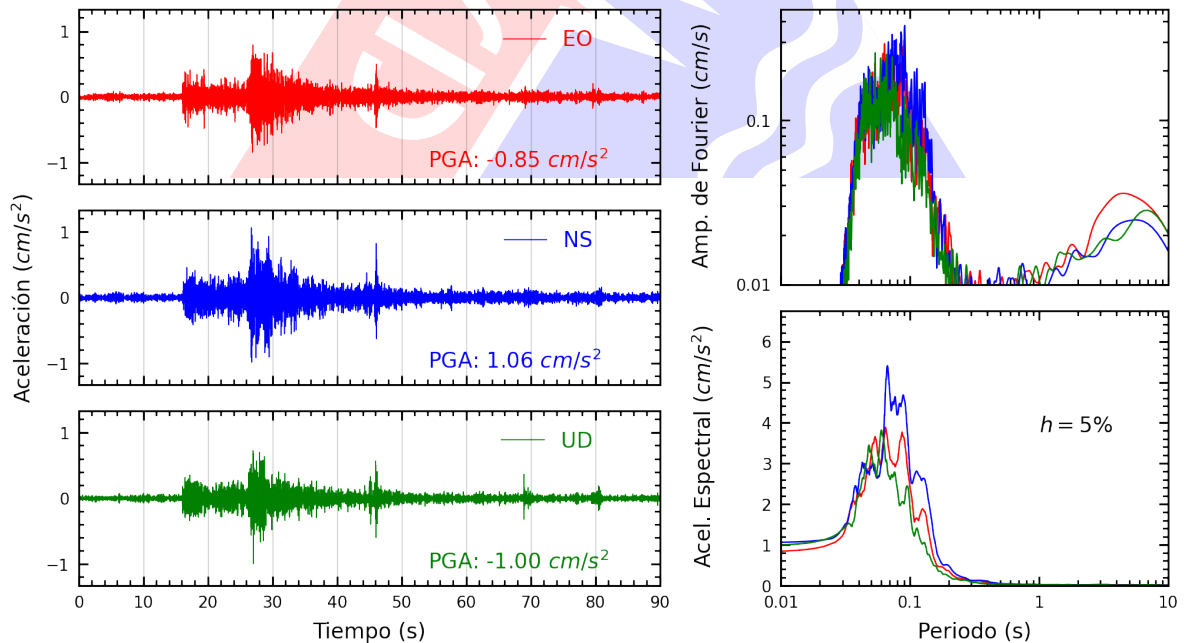 Aceleración (cm/s²)
1
0
−1
EO
PGA: -0.85 cm/s²
1
0
−1
NS
PGA: 1.06 cm/s²
1
0
−1
UD
PGA: -1.00 cm/s²
0 10 20 30 40 50 60 70 80 90
Tiempo (s)
Amp. de Fourier (cm/s)
0.1
0.01
Acel. Espectral (cm/s²)
6
5
4
3
2
1
0
h = 5%
0.01 0.1 1 10
Periodo (s)